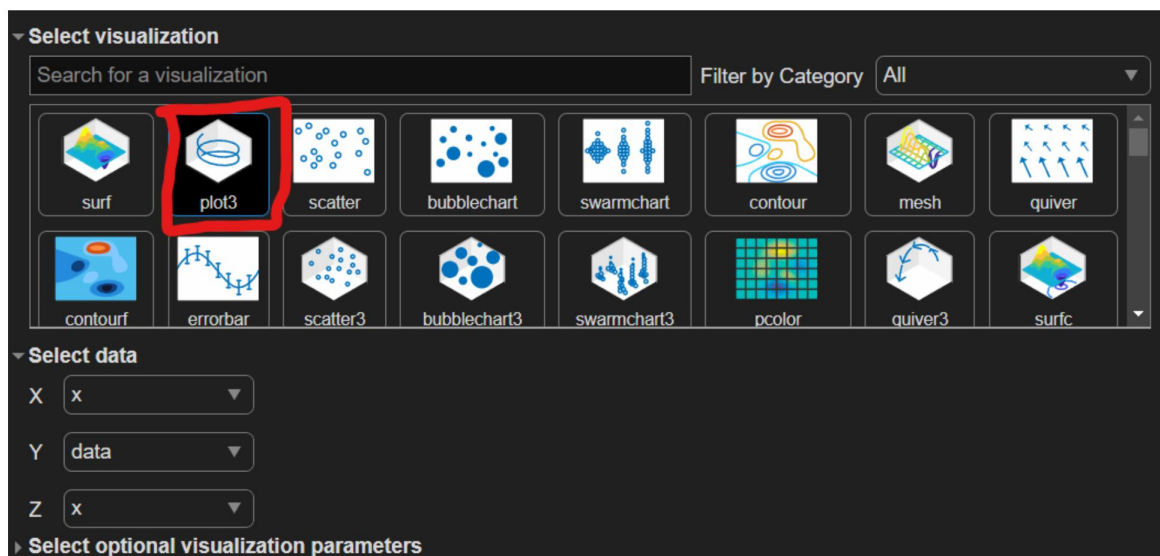 Select visualization
Search for a visualization Filter by Category All
surf plot3 scatter bubblechart swarmchart contour mesh quiver
contourf errorbar scatter3 bubblechart3 swarmchart3 pcolor quiver3 surfc
Select data
X x
Y data
Z x
Select optional visualization parameters